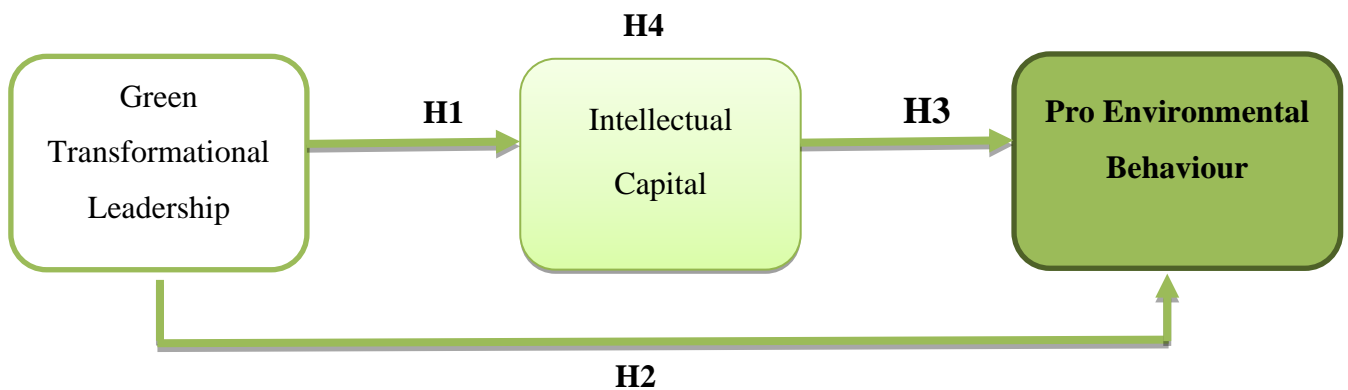 H4
Green
Transformational
Leadership
H1
Intellectual
Capital
H3
Pro Environmental
Behaviour
H2